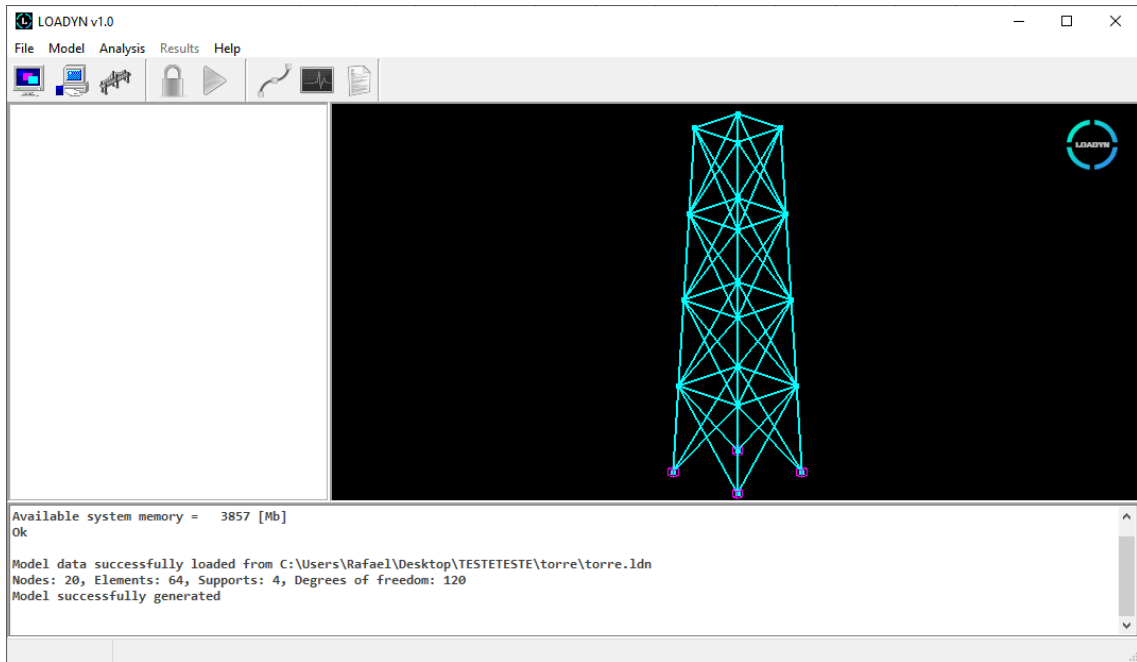 LOADYN v1.0
File Model Analysis Results Help
LOADYN
Available system memory =   3857 [Mb]
Ok
Model data successfully loaded from C:\Users\Rafael\Desktop\TESTETESTE\torre\torre.ldn
Nodes: 20, Elements: 64, Supports: 4, Degrees of freedom: 120
Model successfully generated